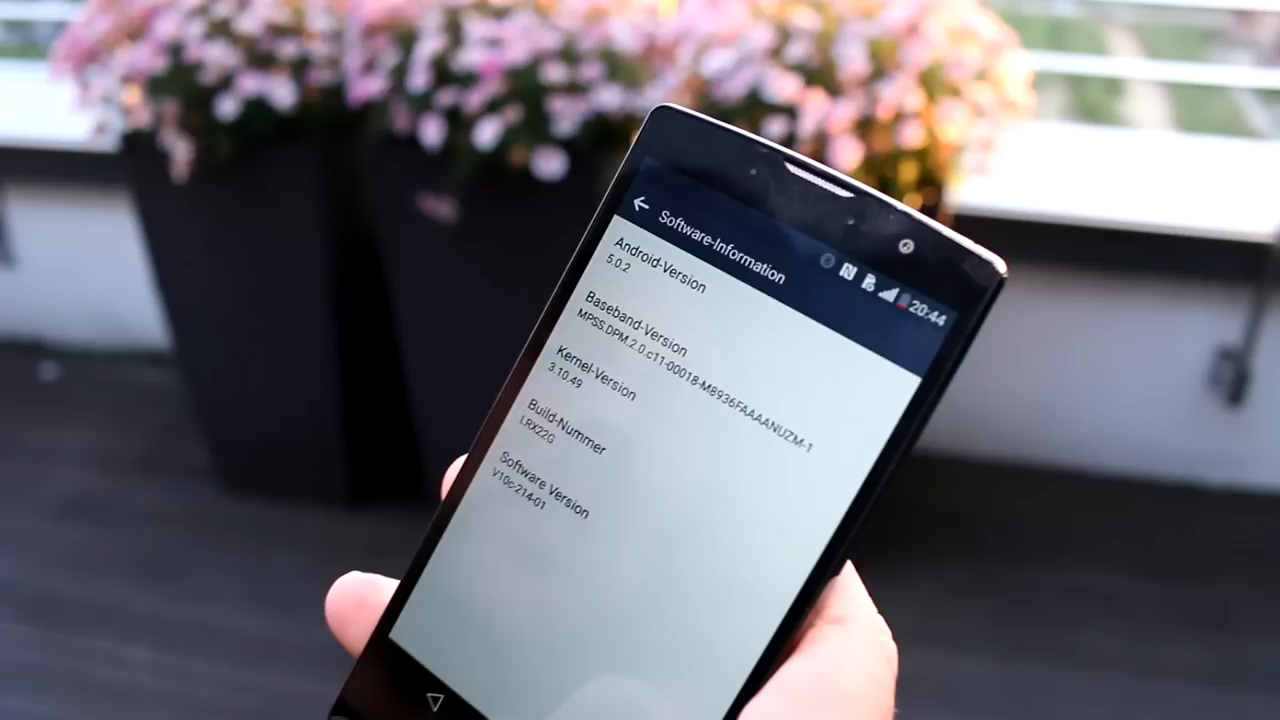 20:44
Software-Information
Android-Version
5.0.2
Baseband-Version
MPSS.DPM.2.0.c11-00018-M8936FAAAANUZM-1
Kernel-Version
3.10.49
Build-Nummer
LRX22G
Software Version
V10c-214-01